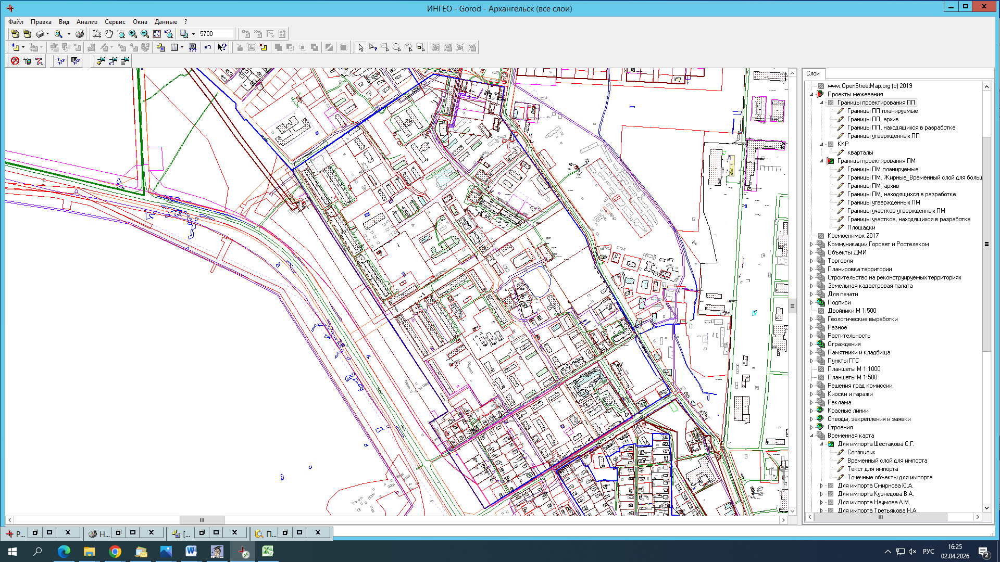 ИНГЕО - Gorod - Архангельск (все слои)
Файл Правка Вид Анализ Сервис Окна Данные ?
5700
Слои
www.OpenStreetMap.org (c) 2019
Проекты межевания
Границы проектирования ПП
Границы ПП планируемые
Границы ПП, архив
Границы ПП, находящихся в разработке
Границы утвержденных ПП
ККР
кварталы
Границы проектирования ПМ
Границы ПМ планируемые
Границы ПМ, Жирные_Временный слой для больш
Границы ПМ, архив
Границы ПМ, находящихся в разработке
Границы утвержденных ПМ
Границы участков утвержденных ПМ
Границы участков, находящихся в разработке
Площадки
Космоснимок 2017
Коммуникации Горсвет и Ростелеком
Объекты ДМИ
Торговля
Планировка территории
Строительство на реконструируемых территориях
Земельная кадастровая палата
Для печати
Подписи
Двойники М 1:500
Геологические выработки
Разное
Растительность
Ограждения
Памятники и кладбища
Пункты ГГС
Планшеты М 1:1000
Планшеты М 1:500
Решения град комиссии
Киоски и гаражи
Реклама
Красные линии
Отводы, закрепления и заявки
Строения
Временная карта
Для импорта Шестакова С.Г.
Continuous
Временный слой для импорта
Текст для импорта
Точечные объекты для импорта
Для импорта Смирнова Ю.А.
Для импорта Кузнецова В.А.
Для импорта Наумова А.М.
Для импорта Третьякова Н.А.
Р... Н... [... П...
РУС
16:25
02.04.2026
2